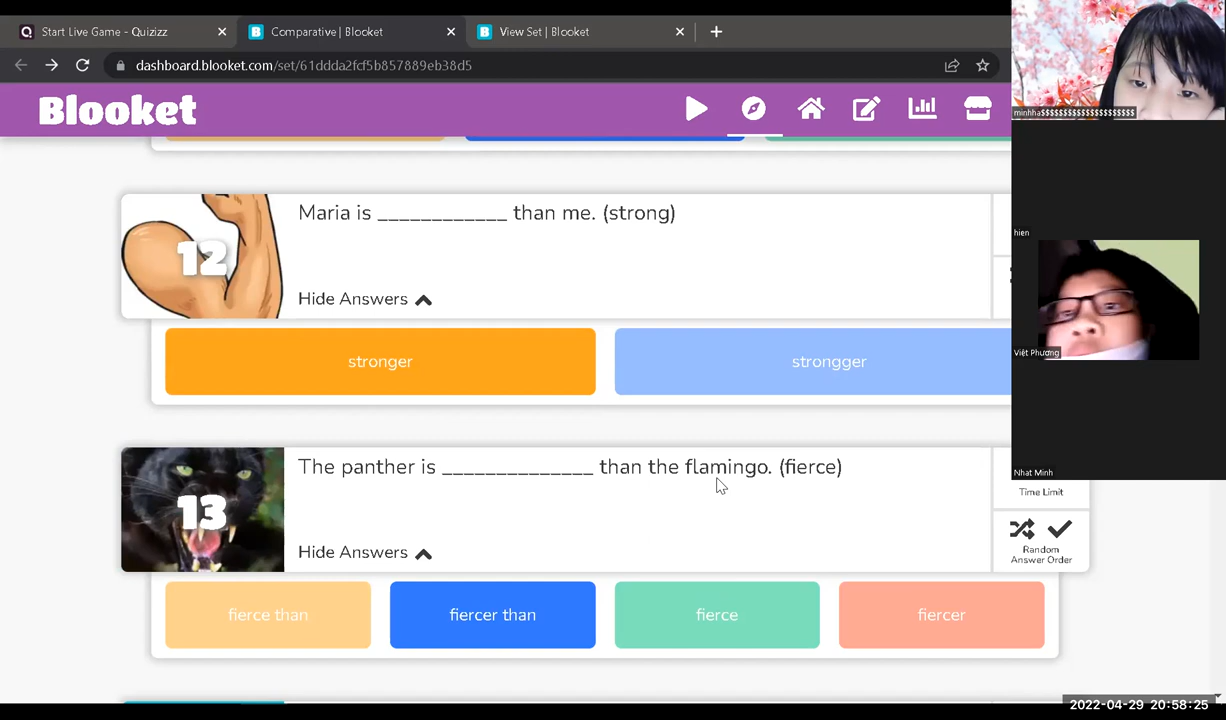 Start Live Game - Quizizz
Comparative | Blooket
View Set | Blooket
dashboard.blooket.com/set/61ddda2fcf5b857889eb38d5
Blooket
minhha$$$$$$$$$$$$$$$$$$$$
hien
Việt Phương
Nhat Minh
12
Maria is ____________ than me. (strong)
Hide Answers
stronger
strongger
13
The panther is ______________ than the flamingo. (fierce)
Time Limit
Random
Answer Order
Hide Answers
fierce than
fiercer than
fierce
fiercer
2022-04-29 20:58:25